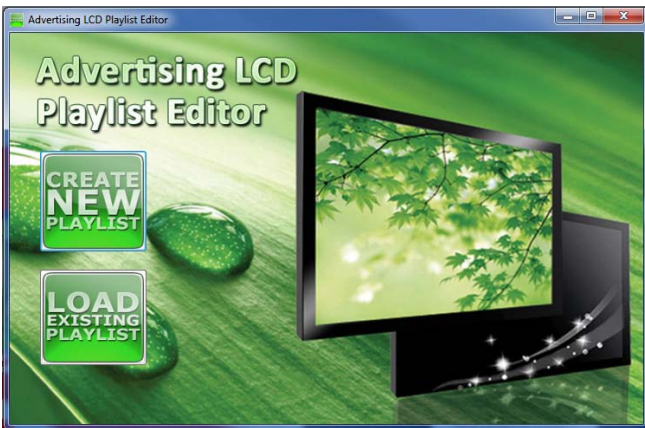 Advertising LCD Playlist Editor
Advertising LCD
Playlist Editor
CREATE
NEW
PLAYLIST
LOAD
EXISTING
PLAYLIST